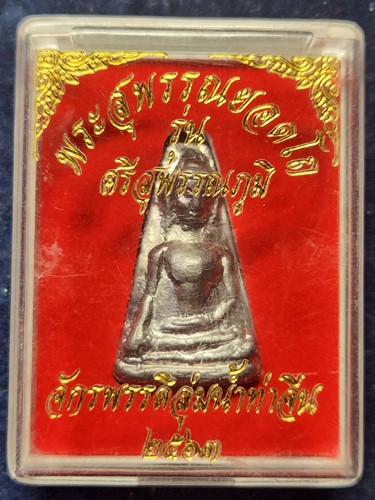 พระสุพรรณยอดโถ
รุ่น
ศรีสุพรรณภูมิ
จักรพรรดิลุ่มน้ำท่าจีน
๒๕๖๓